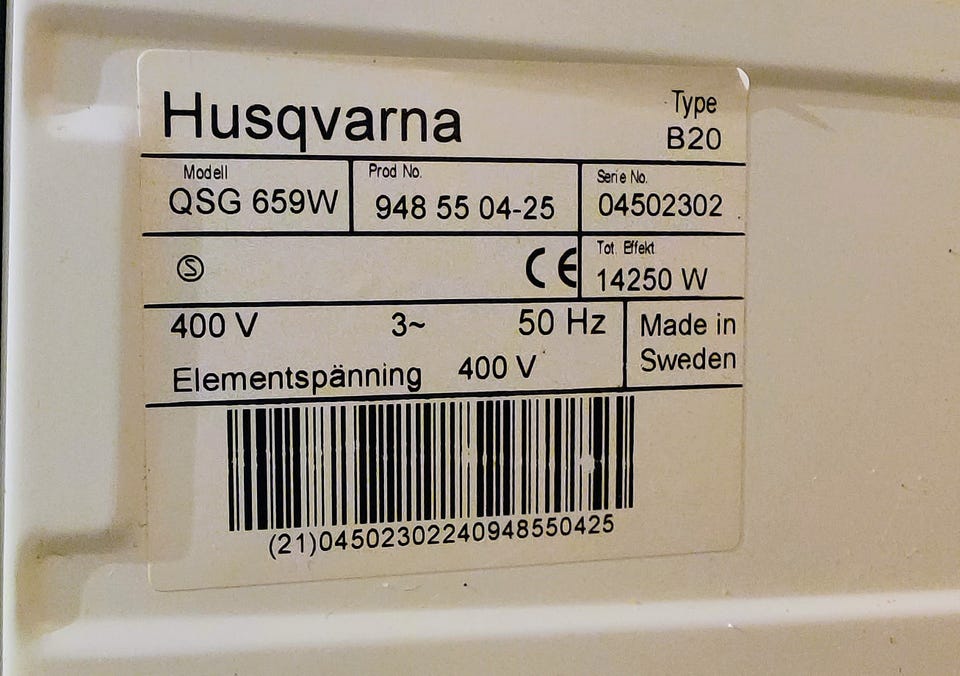 Husqvarna
Type
B20
Modell
QSG 659W
Prod No.
948 55 04-25
Serie No.
04502302
S
CE
Tot. Effekt
14250 W
400 V 3~ 50 Hz
Elementspänning 400 V
Made in
Sweden
(21)04502302240948550425